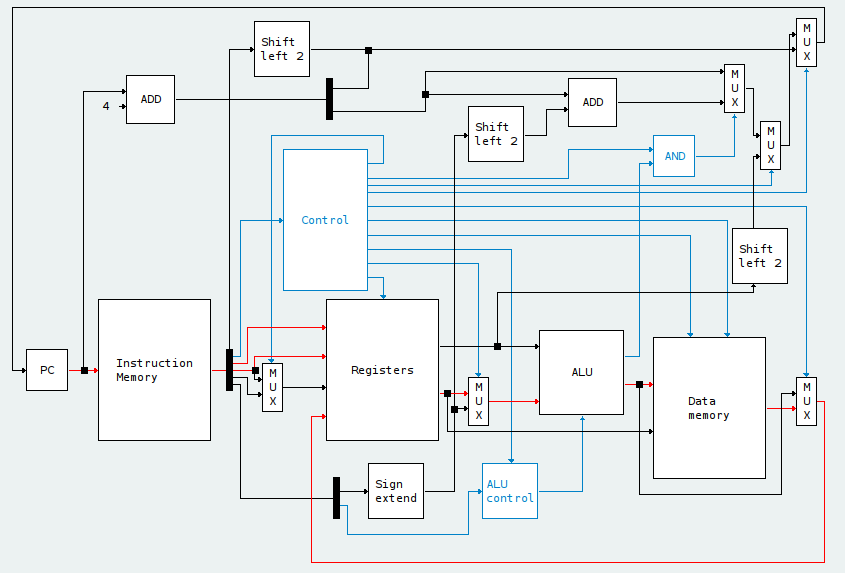 Shift
left 2
M
U
X
ADD
4
M
U
X
ADD
Shift
left 2
M
U
X
AND
Control
Shift
left 2
Instruction
Memory
PC
M
U
X
Registers
M
U
X
ALU
Data
memory
M
U
X
Sign
extend
ALU
control